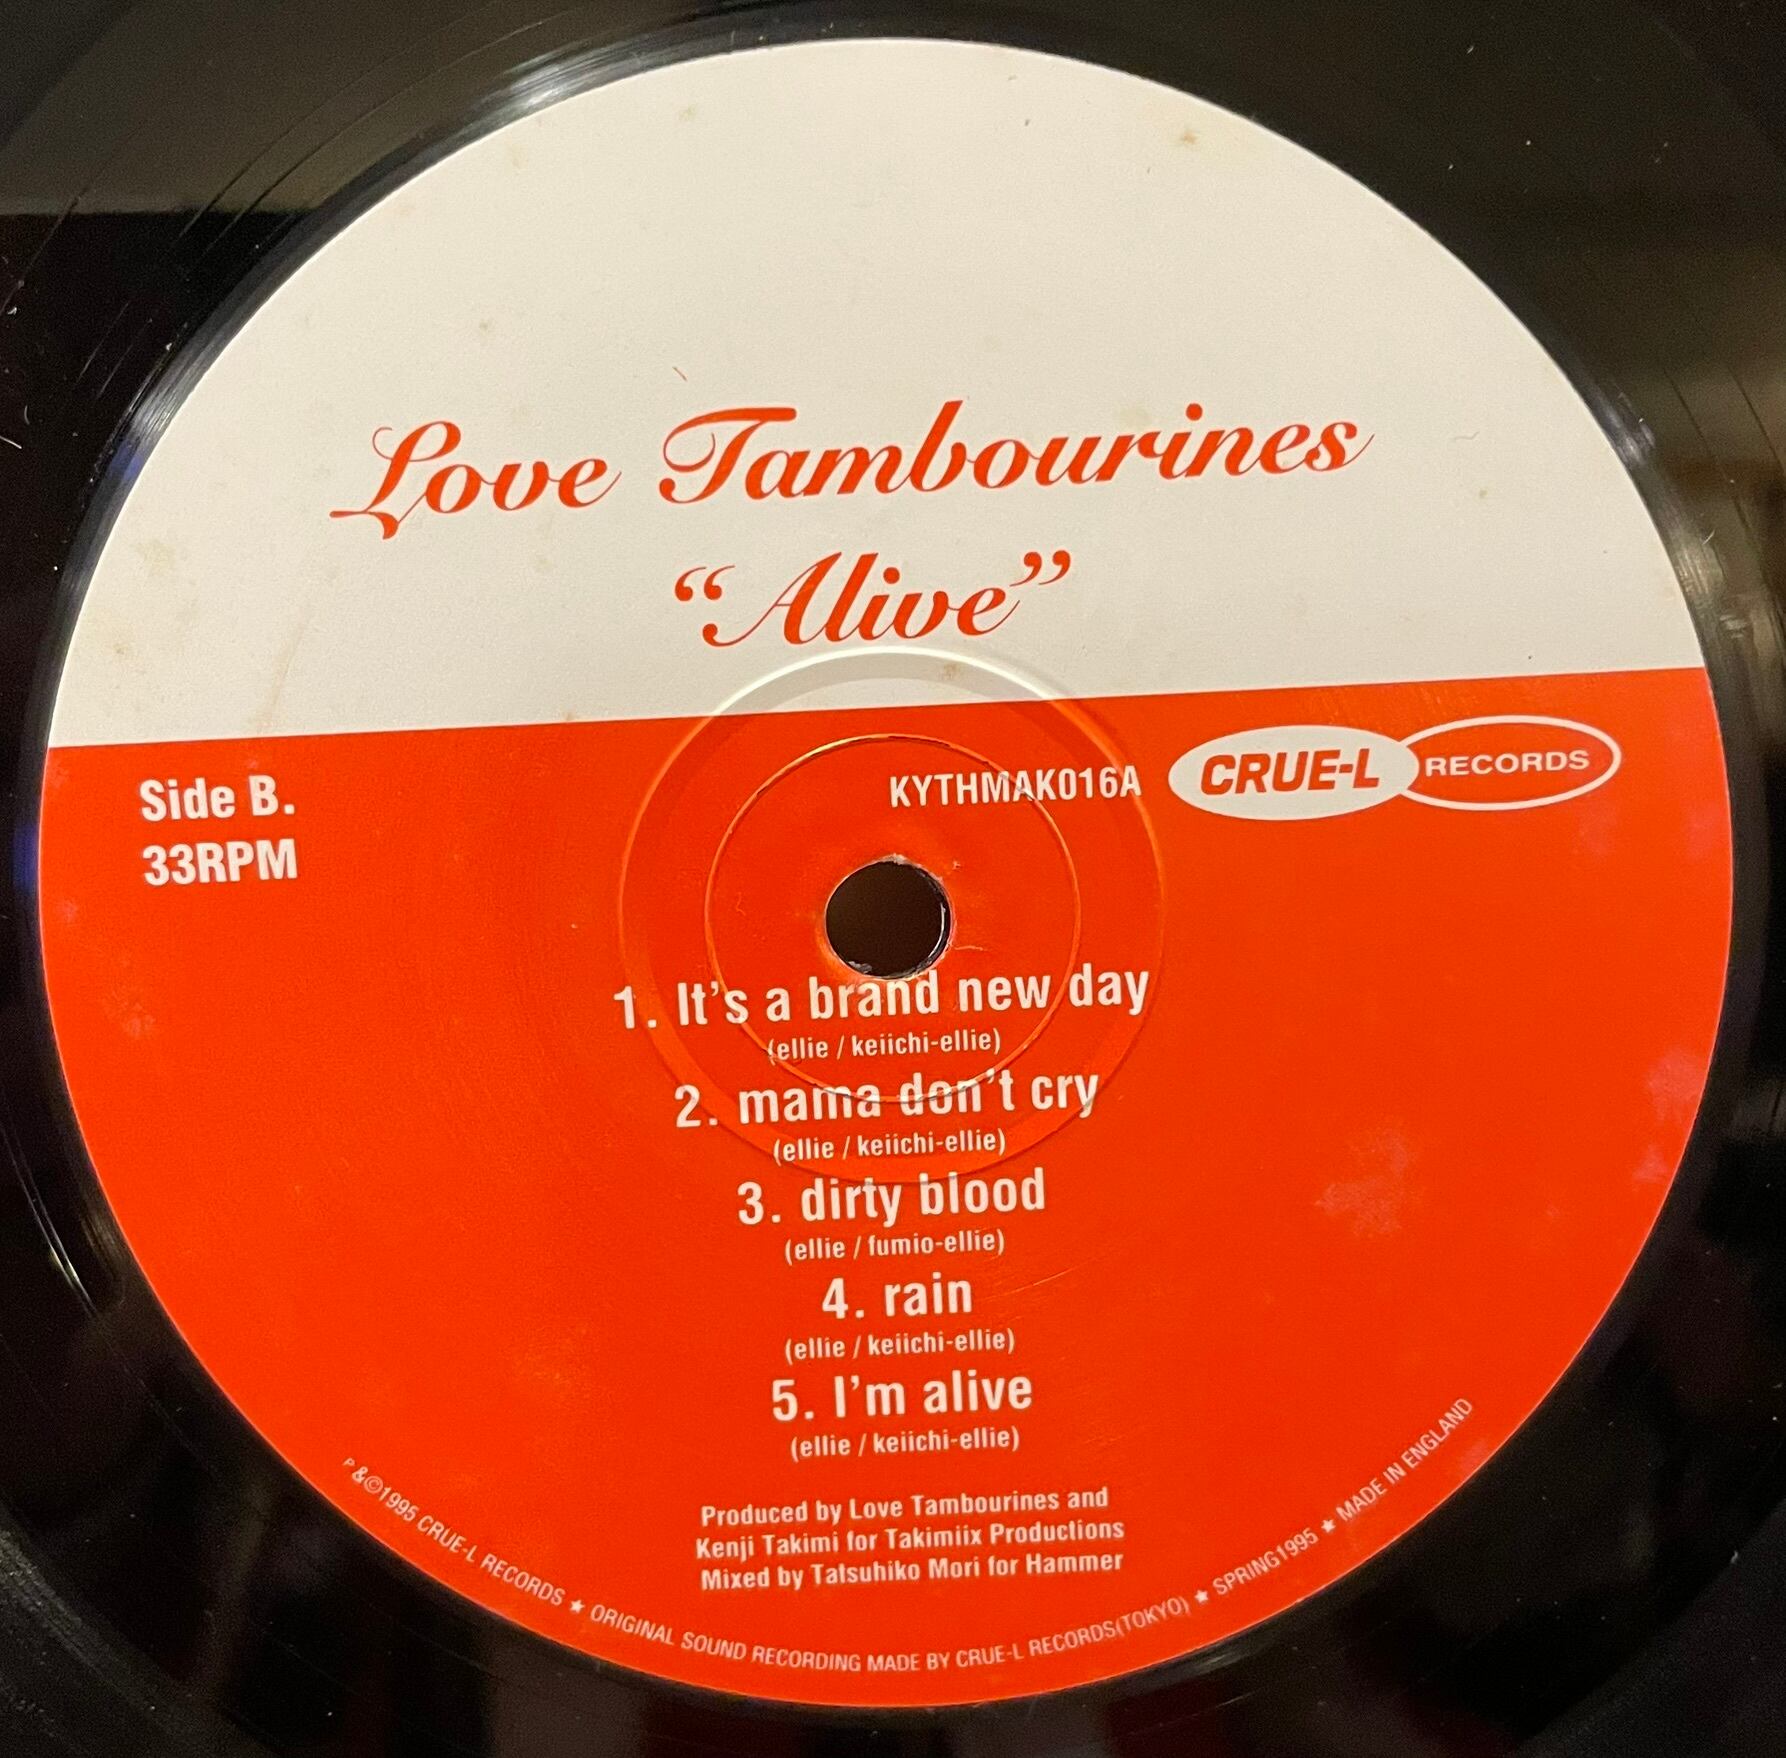 Love Tambourines
“Alive”
Side B.
33RPM
KYTHMAK016A
CRUE-L RECORDS
1. It’s a brand new day
(ellie / keiichi-ellie)
2. mama don’t cry
(ellie / keiichi-ellie)
3. dirty blood
(ellie / fumio-ellie)
4. rain
(ellie / keiichi-ellie)
5. I’m alive
(ellie / keiichi-ellie)
Produced by Love Tambourines and
Kenji Takimi for Takimiix Productions
Mixed by Tatsuhiko Mori for Hammer
P &©1995 CRUE-L RECORDS ★ ORIGINAL SOUND RECORDING MADE BY CRUE-L RECORDS(TOKYO) ★ SPRING1995 ★ MADE IN ENGLAND